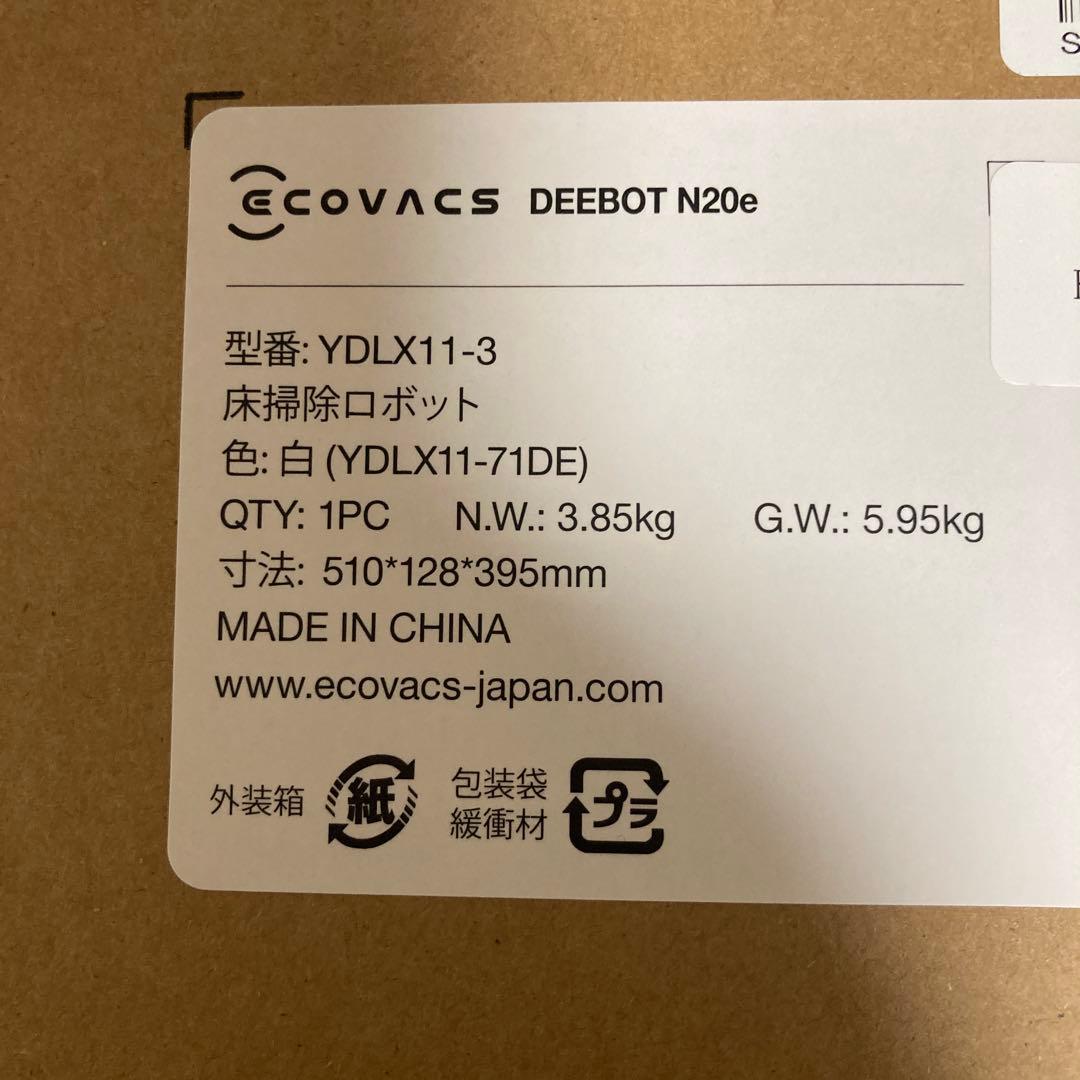 S
ECOVACS DEEBOT N20e
型番: YDLX11-3
床掃除ロボット
色: 白 (YDLX11-71DE)
QTY: 1PC N.W.: 3.85kg G.W.: 5.95kg
寸法: 510*128*395mm
MADE IN CHINA
www.ecovacs-japan.com
外装箱 紙 包装袋 緩衝材 プラ